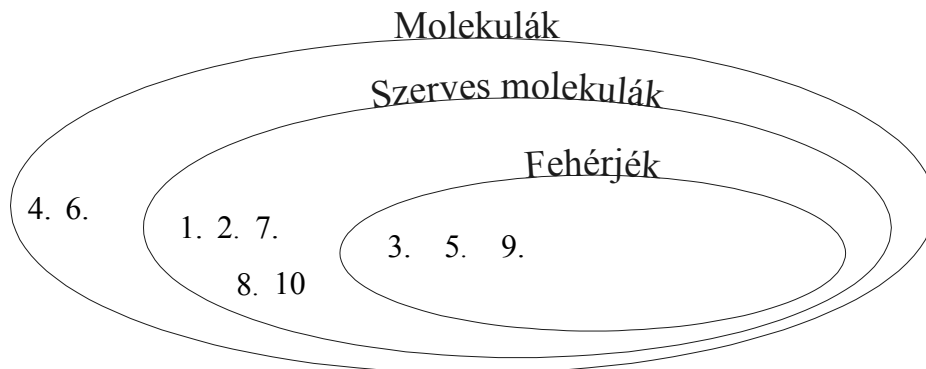 Molekulák
Szerves molekulák
Fehérjék
4. 6.
1. 2. 7.
3. 5. 9.
8. 10